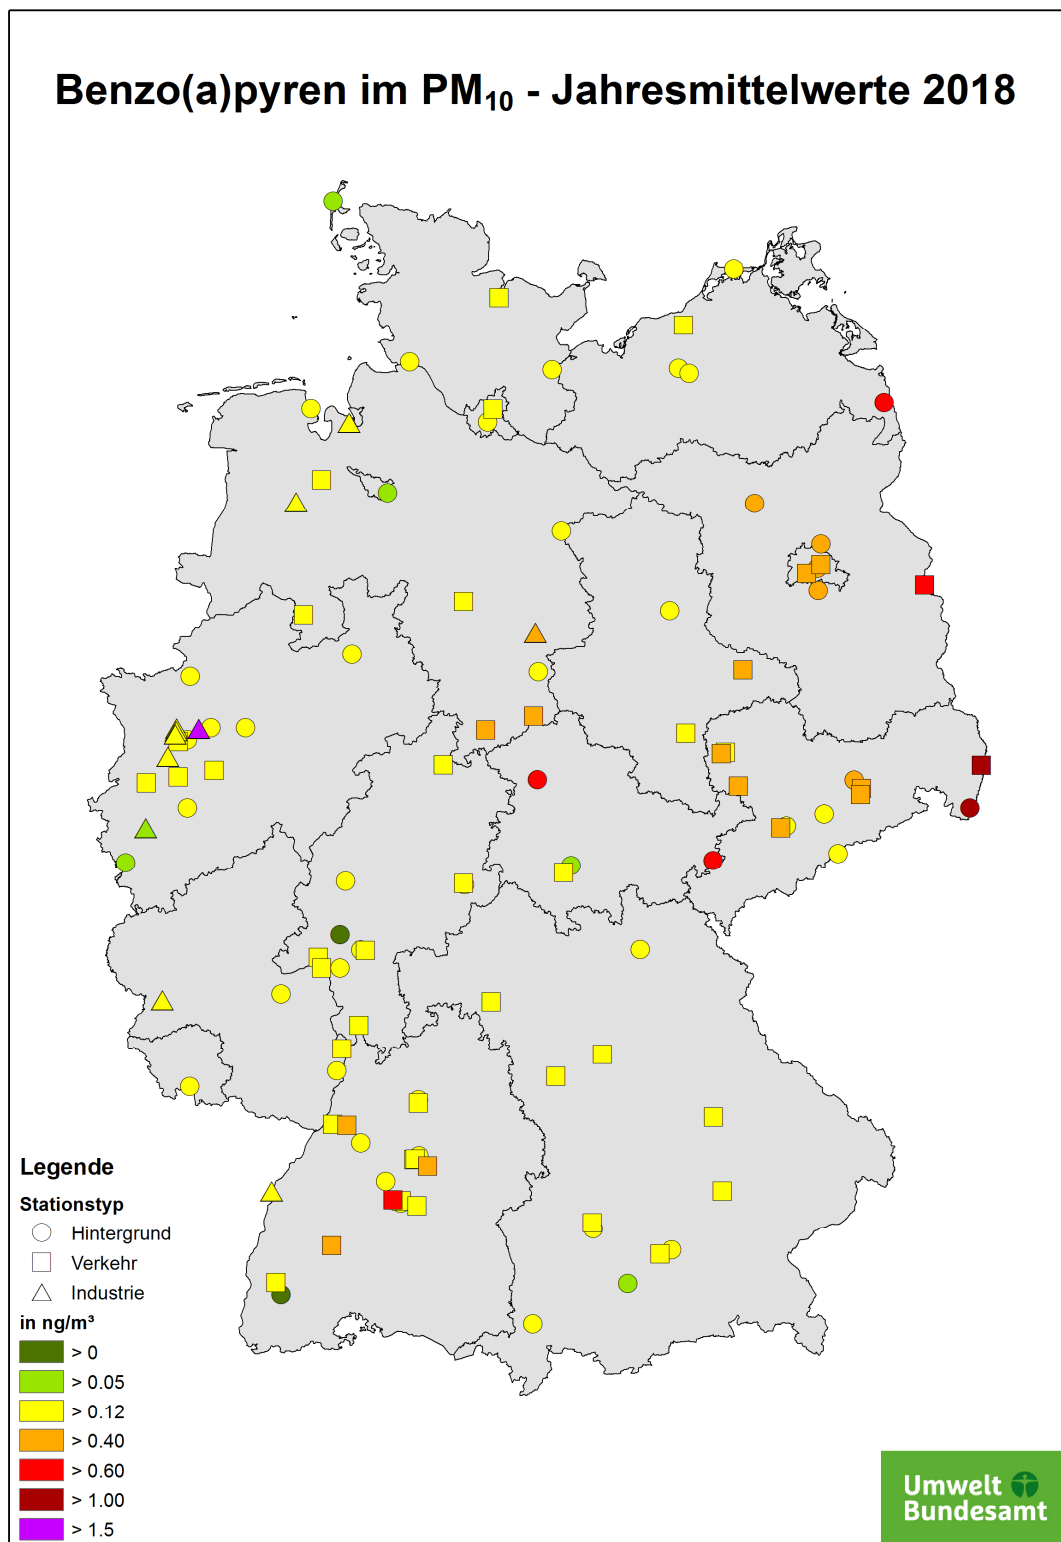 Benzo(a)pyren im PM₁₀ - Jahresmittelwerte 2018
Legende
Stationstyp
Hintergrund
Verkehr
Industrie
in ng/m³
> 0
> 0.05
> 0.12
> 0.40
> 0.60
> 1.00
> 1.5
Umwelt
Bundesamt